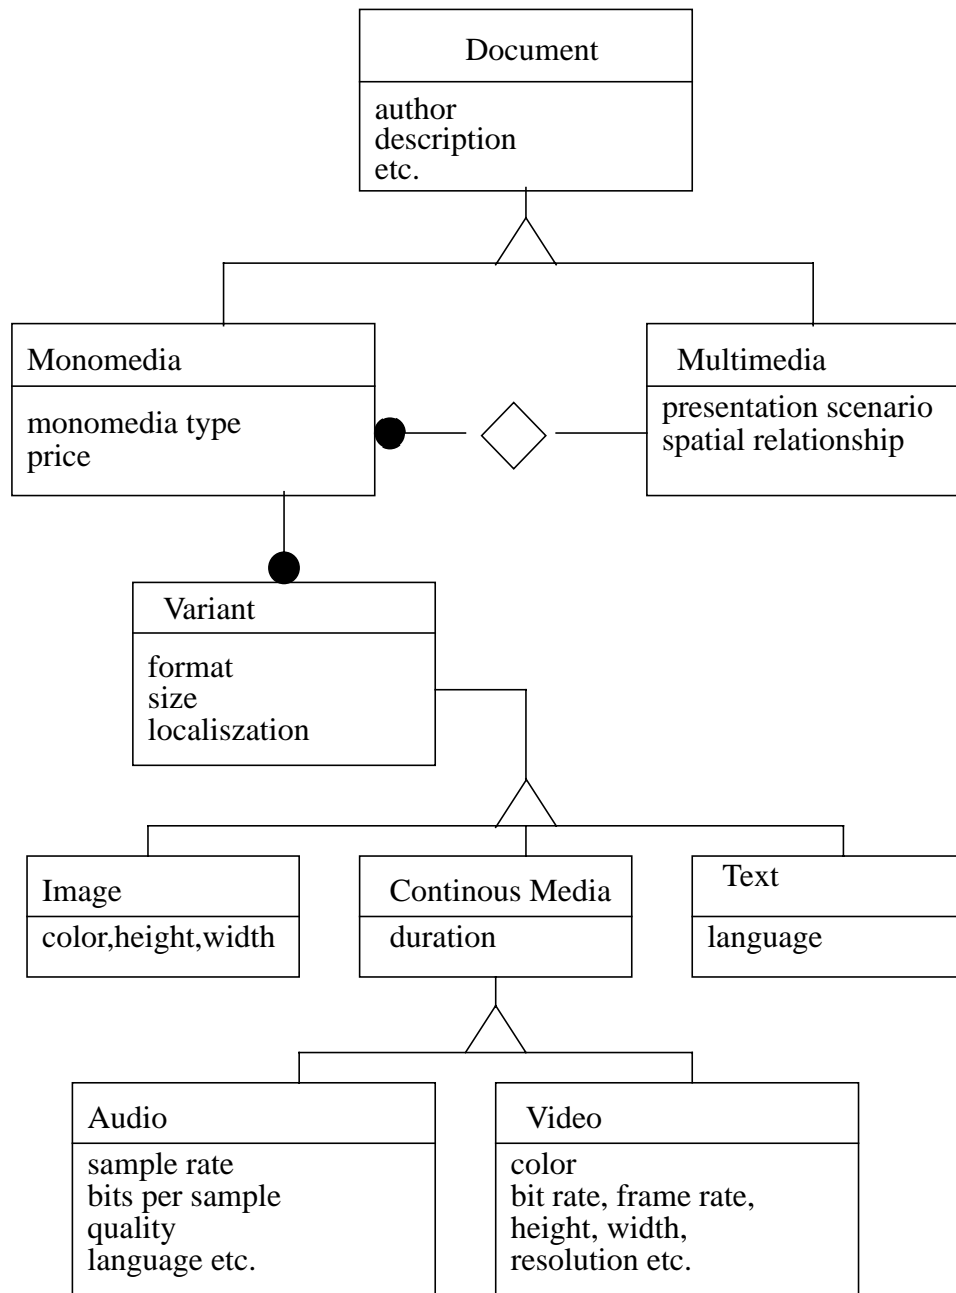 Document
author
description
etc.
Monomedia
monomedia type
price
Multimedia
presentation scenario
spatial relationship
Variant
format
size
localiszation
Image
color,height,width
Continous Media
duration
Text
language
Audio
sample rate
bits per sample
quality
language etc.
Video
color
bit rate, frame rate,
height, width,
resolution etc.